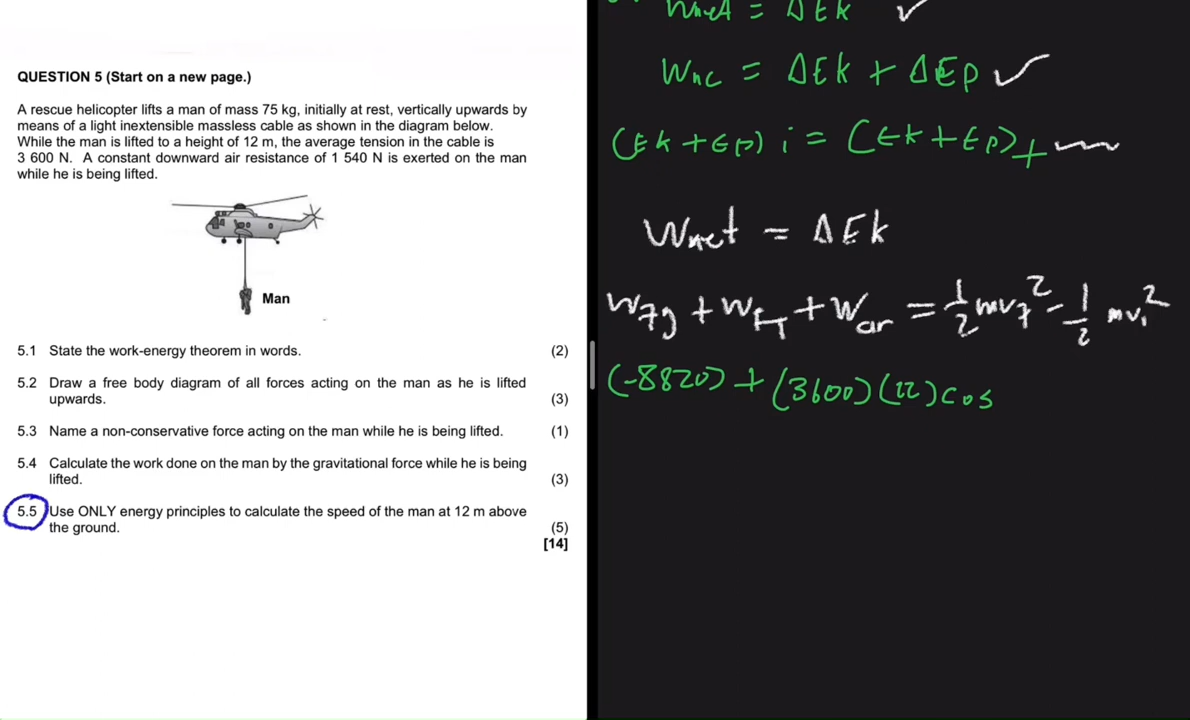 QUESTION 5 (Start on a new page.)
A rescue helicopter lifts a man of mass 75 kg, initially at rest, vertically upwards by
means of a light inextensible massless cable as shown in the diagram below.
While the man is lifted to a height of 12 m, the average tension in the cable is
3 600 N. A constant downward air resistance of 1 540 N is exerted on the man
while he is being lifted.
Man
5.1 State the work-energy theorem in words. (2)
5.2 Draw a free body diagram of all forces acting on the man as he is lifted
upwards. (3)
5.3 Name a non-conservative force acting on the man while he is being lifted. (1)
5.4 Calculate the work done on the man by the gravitational force while he is being
lifted. (3)
5.5 Use ONLY energy principles to calculate the speed of the man at 12 m above
the ground. (5)
[14]
Wnet = ΔEk ✓
Wnc = ΔEk + ΔEp ✓
(Ek + Ep) i = (Ek + Ep) f
Wnet = ΔEk
WFg + WFT + War = 1/2 mvf² - 1/2 mvi²
(-8820) + (3600)(12)cos